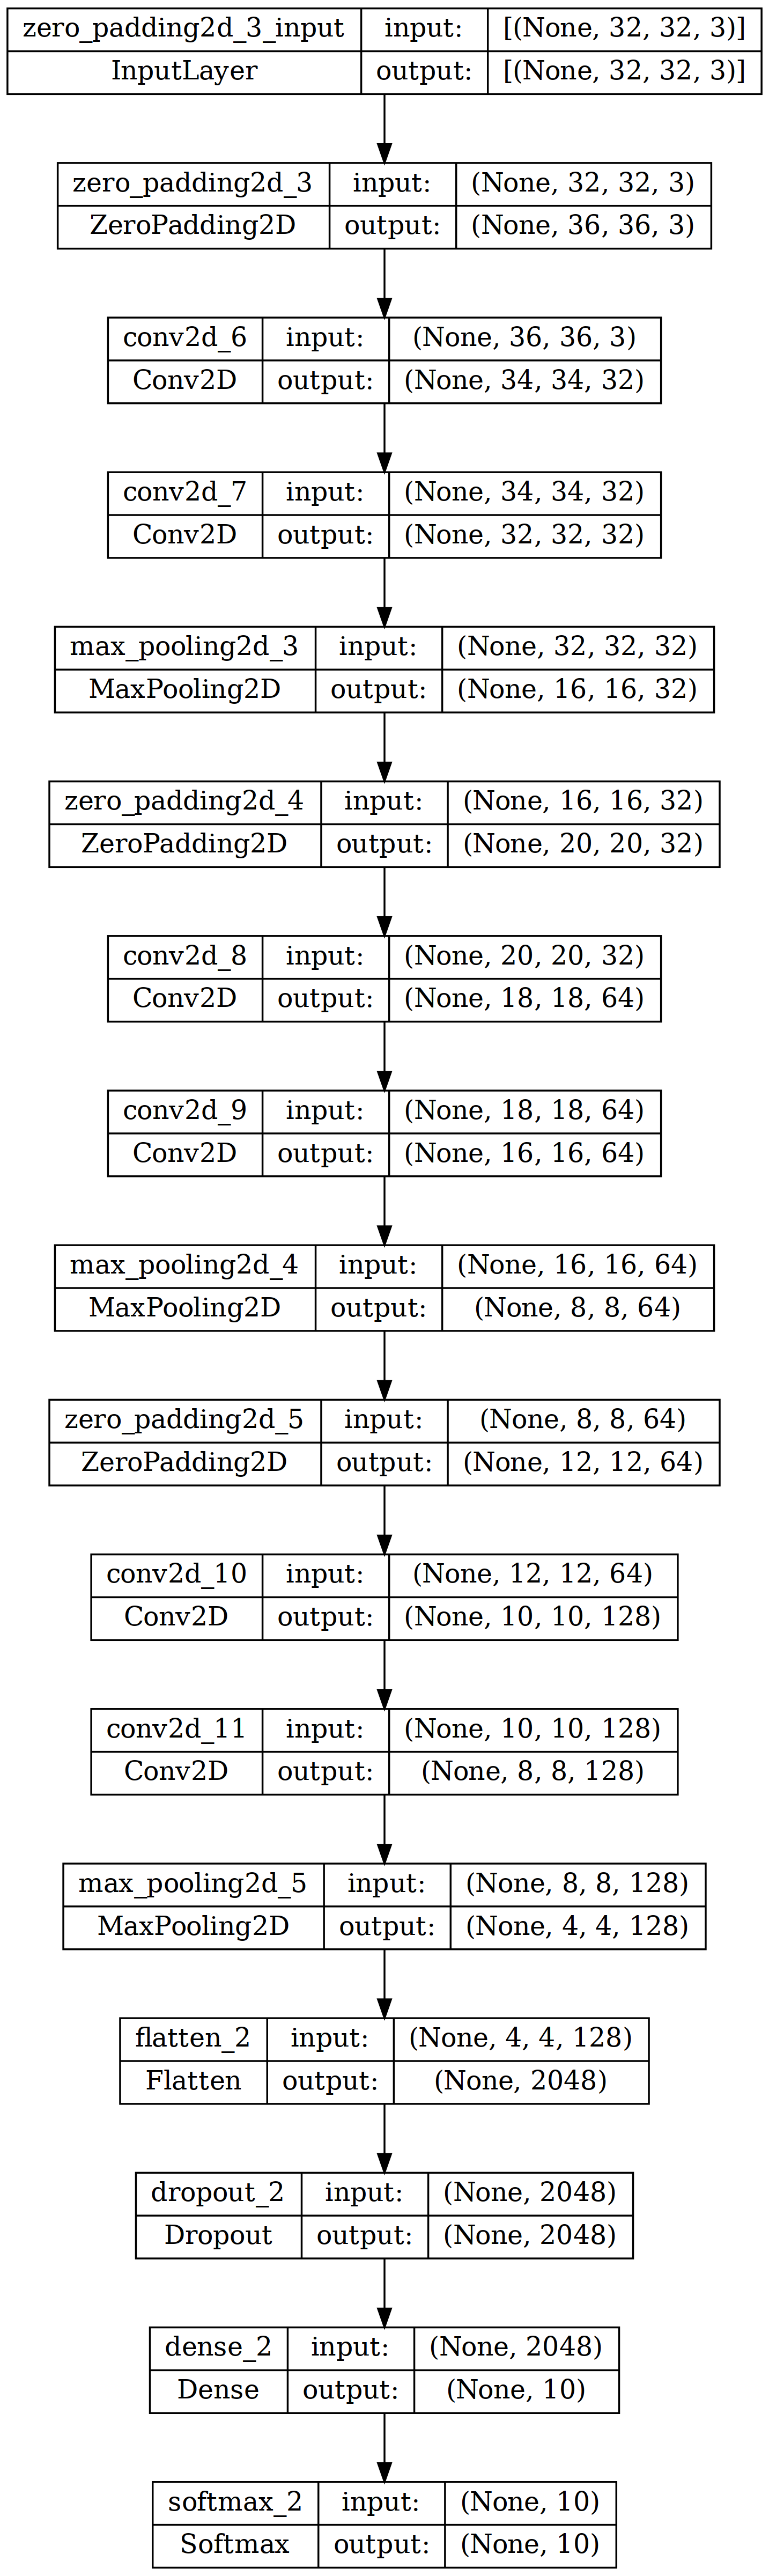 zero_padding2d_3_input input: [(None, 32, 32, 3)]
InputLayer output: [(None, 32, 32, 3)]
zero_padding2d_3 input: (None, 32, 32, 3)
ZeroPadding2D output: (None, 36, 36, 3)
conv2d_6 input: (None, 36, 36, 3)
Conv2D output: (None, 34, 34, 32)
conv2d_7 input: (None, 34, 34, 32)
Conv2D output: (None, 32, 32, 32)
max_pooling2d_3 input: (None, 32, 32, 32)
MaxPooling2D output: (None, 16, 16, 32)
zero_padding2d_4 input: (None, 16, 16, 32)
ZeroPadding2D output: (None, 20, 20, 32)
conv2d_8 input: (None, 20, 20, 32)
Conv2D output: (None, 18, 18, 64)
conv2d_9 input: (None, 18, 18, 64)
Conv2D output: (None, 16, 16, 64)
max_pooling2d_4 input: (None, 16, 16, 64)
MaxPooling2D output: (None, 8, 8, 64)
zero_padding2d_5 input: (None, 8, 8, 64)
ZeroPadding2D output: (None, 12, 12, 64)
conv2d_10 input: (None, 12, 12, 64)
Conv2D output: (None, 10, 10, 128)
conv2d_11 input: (None, 10, 10, 128)
Conv2D output: (None, 8, 8, 128)
max_pooling2d_5 input: (None, 8, 8, 128)
MaxPooling2D output: (None, 4, 4, 128)
flatten_2 input: (None, 4, 4, 128)
Flatten output: (None, 2048)
dropout_2 input: (None, 2048)
Dropout output: (None, 2048)
dense_2 input: (None, 2048)
Dense output: (None, 10)
softmax_2 input: (None, 10)
Softmax output: (None, 10)